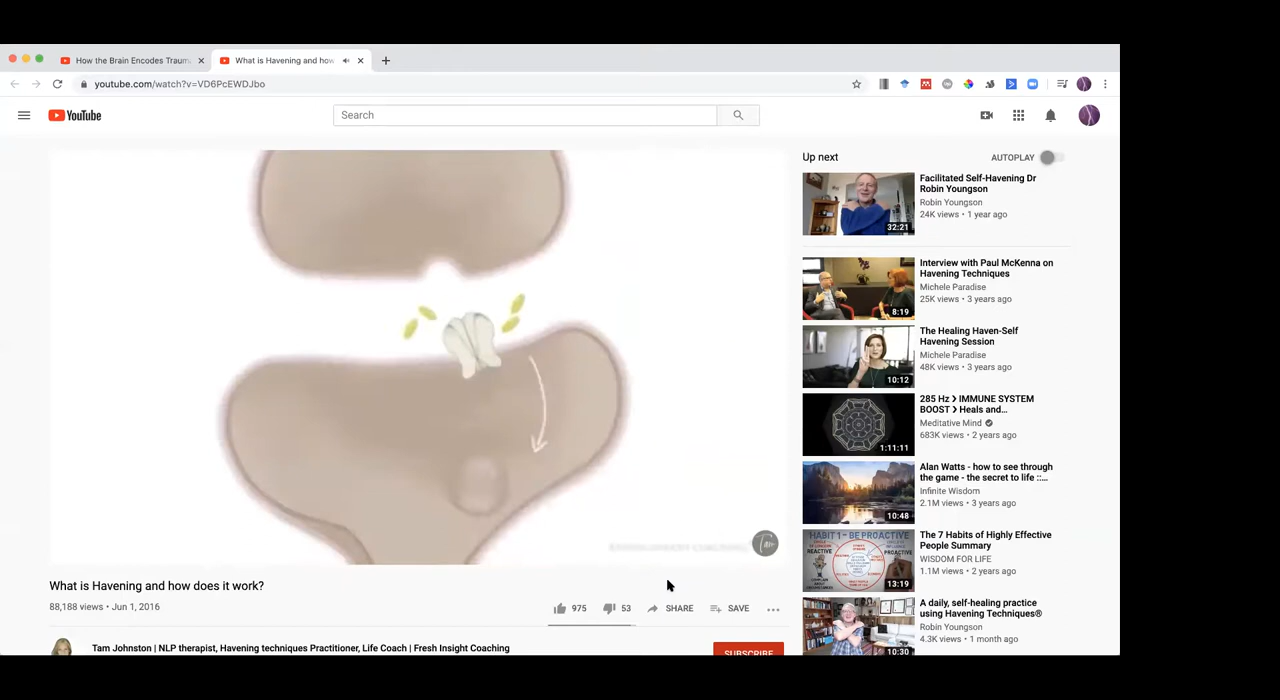 How the Brain Encodes Traum
What is Havening and how
youtube.com/watch?v=VD6PcEWDJbo
YouTube
Search
Up next
AUTOPLAY
Facilitated Self-Havening Dr
Robin Youngson
Robin Youngson
24K views • 1 year ago
32:21
Interview with Paul McKenna on
Havening Techniques
Michele Paradise
25K views • 3 years ago
8:19
The Healing Haven-Self
Havening Session
Michele Paradise
48K views • 3 years ago
10:12
285 Hz ❯ IMMUNE SYSTEM
BOOST ❯ Heals and...
Meditative Mind
683K views • 2 years ago
1:11:11
Alan Watts - how to see through
the game - the secret to life ::...
Infinite Wisdom
2.1M views • 3 years ago
10:48
HABIT 1 - BE PROACTIVE
REACTIVE
PROACTIVE
The 7 Habits of Highly Effective
People Summary
WISDOM FOR LIFE
1.1M views • 2 years ago
13:19
A daily, self-healing practice
using Havening Techniques®
Robin Youngson
4.3K views • 1 month ago
10:30
Tam
What is Havening and how does it work?
88,188 views • Jun 1, 2016
975
53
SHARE
SAVE
Tam Johnston | NLP therapist, Havening techniques Practitioner, Life Coach | Fresh Insight Coaching
SUBSCRIBE